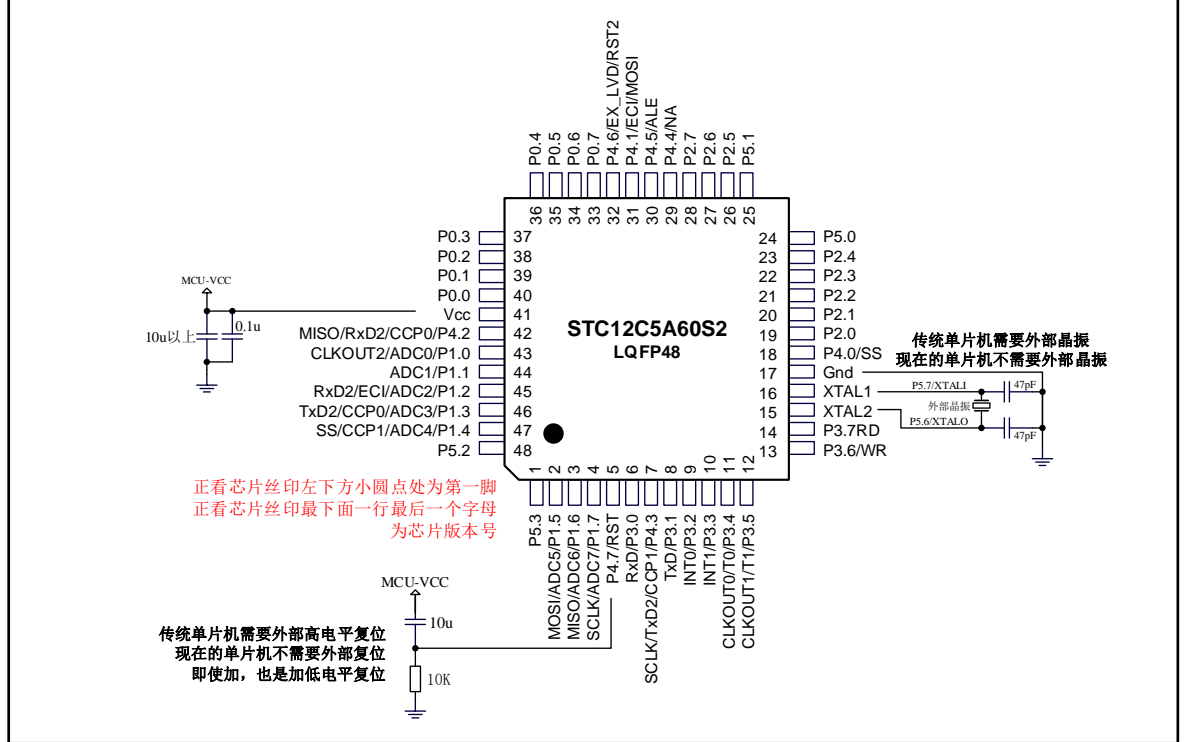 P0.4
P0.5
P0.6
P0.7
P4.6/EX_LVD/RST2
P4.1/ECI/MOSI
P4.5/ALE
P4.4/NA
P2.7
P2.6
P2.5
P5.1
36
35
34
33
32
31
30
29
28
27
26
25
P0.3
37
P0.2
38
P0.1
39
P0.0
40
Vcc
41
MISO/RxD2/CCP0/P4.2
42
CLKOUT2/ADC0/P1.0
43
ADC1/P1.1
44
RxD2/ECI/ADC2/P1.2
45
TxD2/CCP0/ADC3/P1.3
46
SS/CCP1/ADC4/P1.4
47
P5.2
48
MCU-VCC
10u以上
0.1u
STC12C5A60S2
LQFP48
24
P5.0
23
P2.4
22
P2.3
21
P2.2
20
P2.1
19
P2.0
18
P4.0/SS
17
Gnd
16
XTAL1
15
XTAL2
14
P3.7RD
13
P3.6/WR
传统单片机需要外部晶振
现在的单片机不需要外部晶振
P5.7/XTALI
47pF
外部晶振
P5.6/XTALO
47pF
1
2
3
4
5
6
7
8
9
10
11
12
P5.3
MOSI/ADC5/P1.5
MISO/ADC6/P1.6
SCLK/ADC7/P1.7
P4.7/RST
RxD/P3.0
SCLK/TxD2/CCP1/P4.3
TxD/P3.1
INT0/P3.2
INT1/P3.3
CLKOUT0/T0/P3.4
CLKOUT1/T1/P3.5
正看芯片丝印左下方小圆点处为第一脚
正看芯片丝印最下面一行最后一个字母
为芯片版本号
MCU-VCC
10u
传统单片机需要外部高电平复位
现在的单片机不需要外部复位
即使加，也是加低电平复位
10K